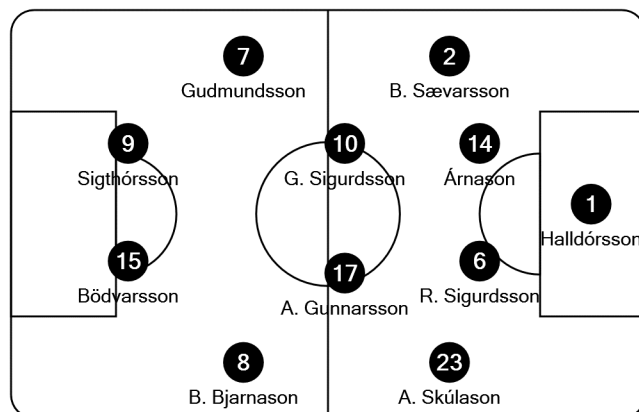 7
Gudmundsson
2
B. Sævarsson
9
Sigthórsson
10
G. Sigurdsson
14
Árnason
1
Halldórsson
15
Bödvarsson
17
A. Gunnarsson
6
R. Sigurdsson
8
B. Bjarnason
23
A. Skúlason